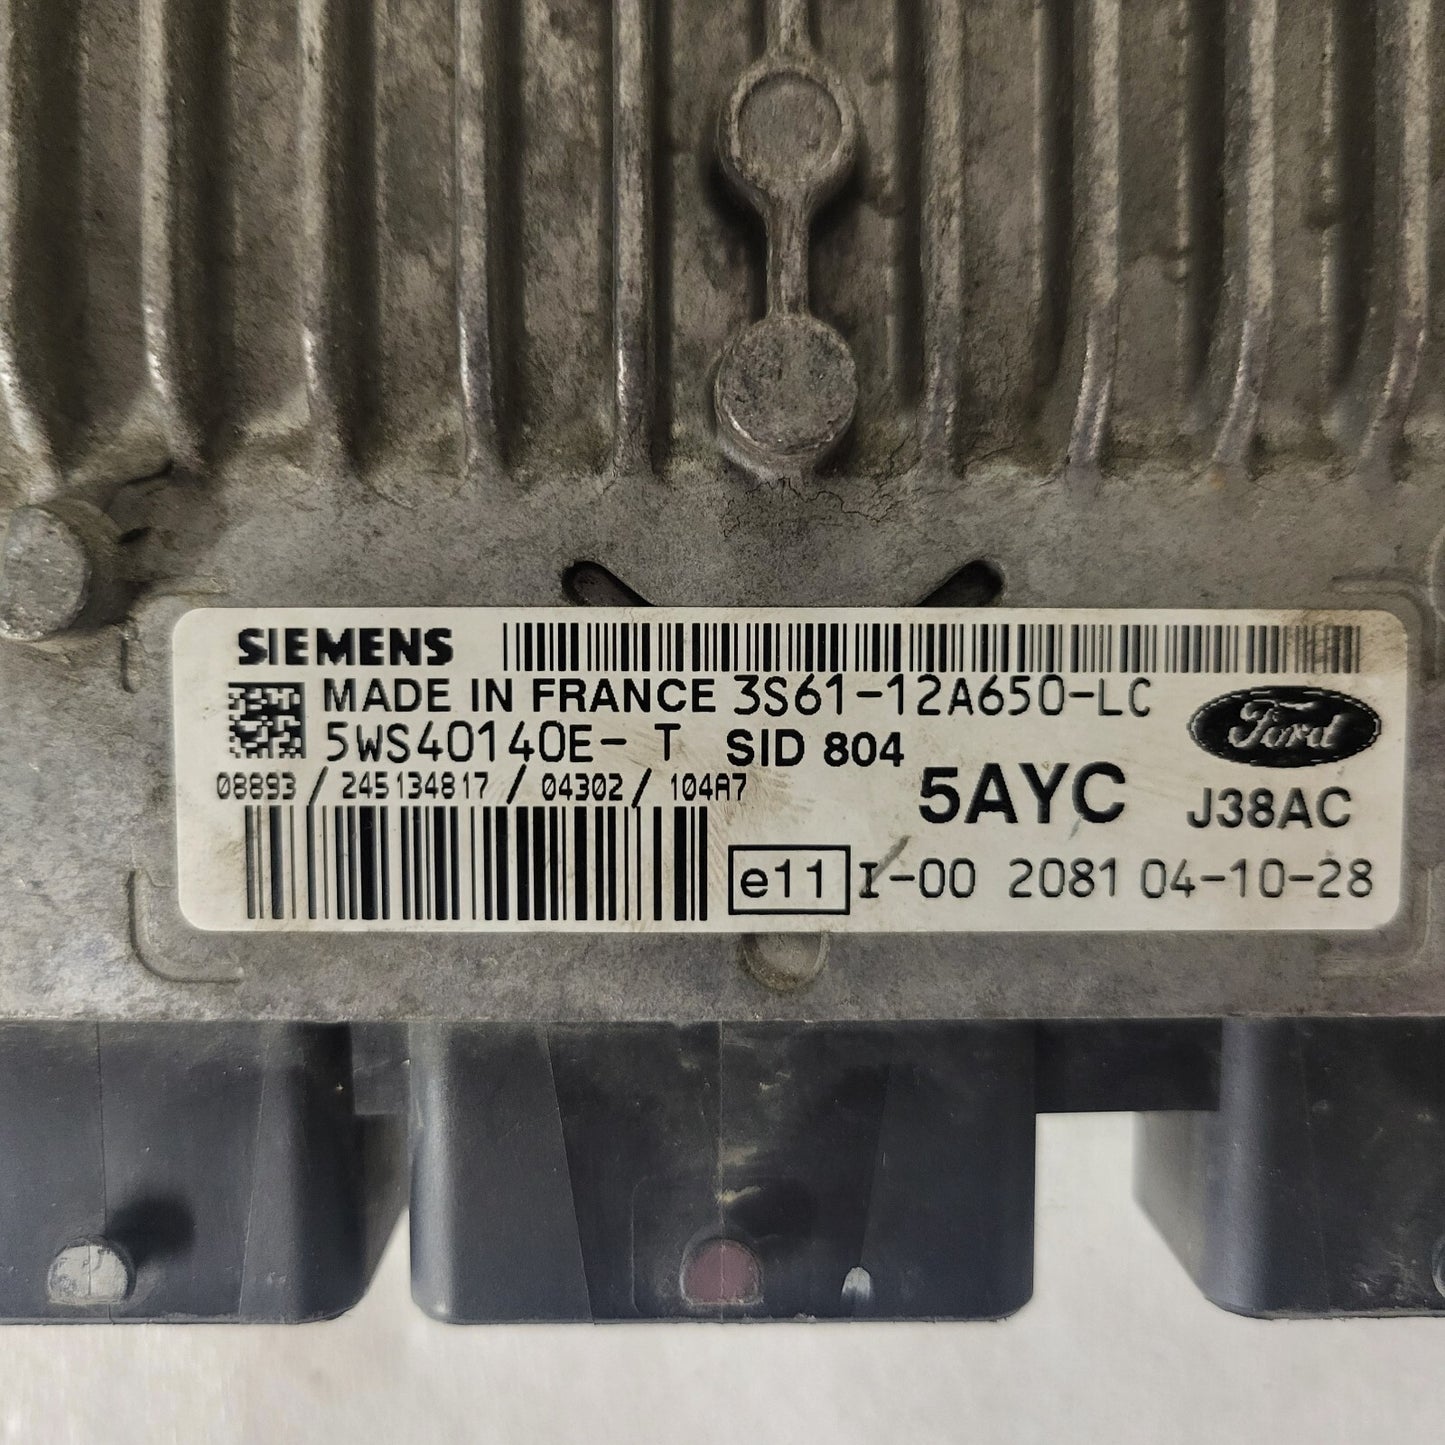 SIEMENS
MADE IN FRANCE 3S61-12A650-LC
Ford
5WS40140E- T SID 804
08893 / 245134817 / 04302 / 104A7
5AYC J38AC
e11 I-00 2081 04-10-28